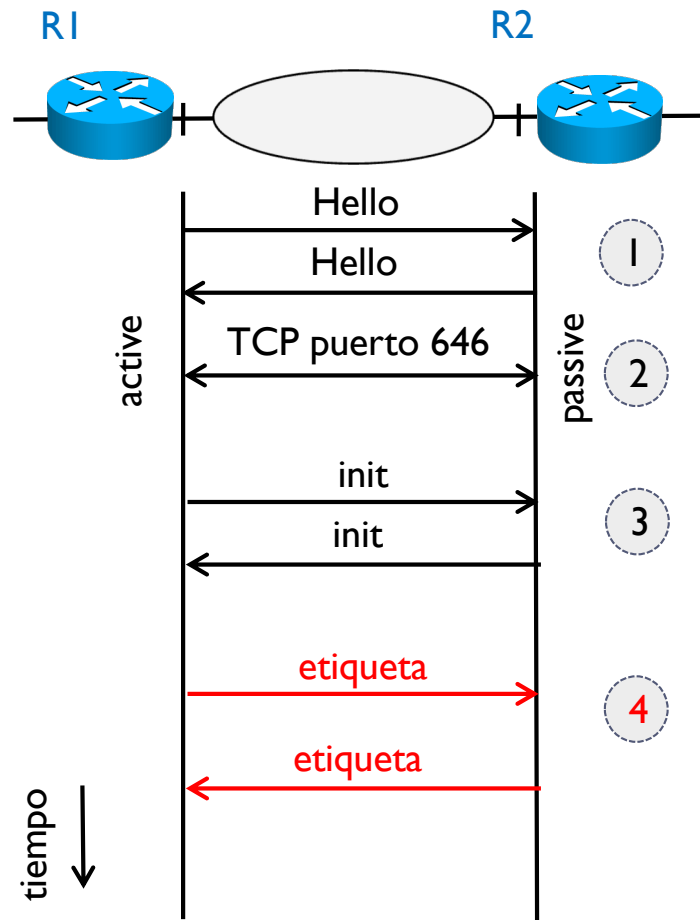 R1
R2
Hello
1
Hello
active
TCP puerto 646
passive
2
init
3
init
etiqueta
4
etiqueta
tiempo